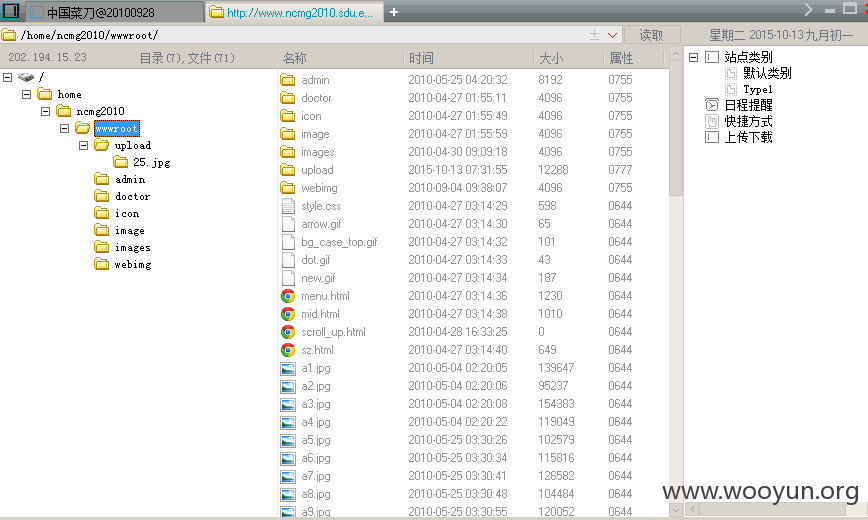 中国菜刀@20100928 http://www.ncmg2010.sdu.e...
/home/ncmg2010/wwwroot/ 读取 星期二 2015-10-13 九月初一
202.194.15.23 目录(7),文件(71) 名称 时间 大小 属性
/
home
ncmg2010
wwwroot
upload
25.jpg
admin
doctor
icon
image
images
webimg
admin 2010-05-25 04:20:32 8192 0755
doctor 2010-04-27 01:55:11 4096 0755
icon 2010-04-27 01:55:49 4096 0755
image 2010-04-27 01:55:59 4096 0755
images 2010-04-30 09:09:18 4096 0755
upload 2015-10-13 07:31:55 12288 0777
webimg 2010-09-04 09:38:07 4096 0755
style.css 2010-04-27 03:14:29 598 0644
arrow.gif 2010-04-27 03:14:30 65 0644
bg_case_top.gif 2010-04-27 03:14:32 101 0644
dot.gif 2010-04-27 03:14:33 43 0644
new.gif 2010-04-27 03:14:34 187 0644
menu.html 2010-04-27 03:14:36 1230 0644
mid.html 2010-04-27 03:14:38 1010 0644
scroll_up.html 2010-04-28 16:33:25 0 0644
sz.html 2010-04-27 03:14:40 649 0644
a1.jpg 2010-05-04 02:20:05 139647 0644
a2.jpg 2010-05-04 02:20:06 95237 0644
a3.jpg 2010-05-04 02:20:08 154383 0644
a4.jpg 2010-05-04 02:20:22 119049 0644
a5.jpg 2010-05-25 03:30:26 102579 0644
a6.jpg 2010-05-25 03:30:34 115816 0644
a7.jpg 2010-05-25 03:30:41 126582 0644
a8.jpg 2010-05-25 03:30:48 104484 0644
a9.jpg 2010-05-25 03:30:55 120052 0644
站点类别
默认类别
Type1
日程提醒
快捷方式
上传下载
www.wooyun.org